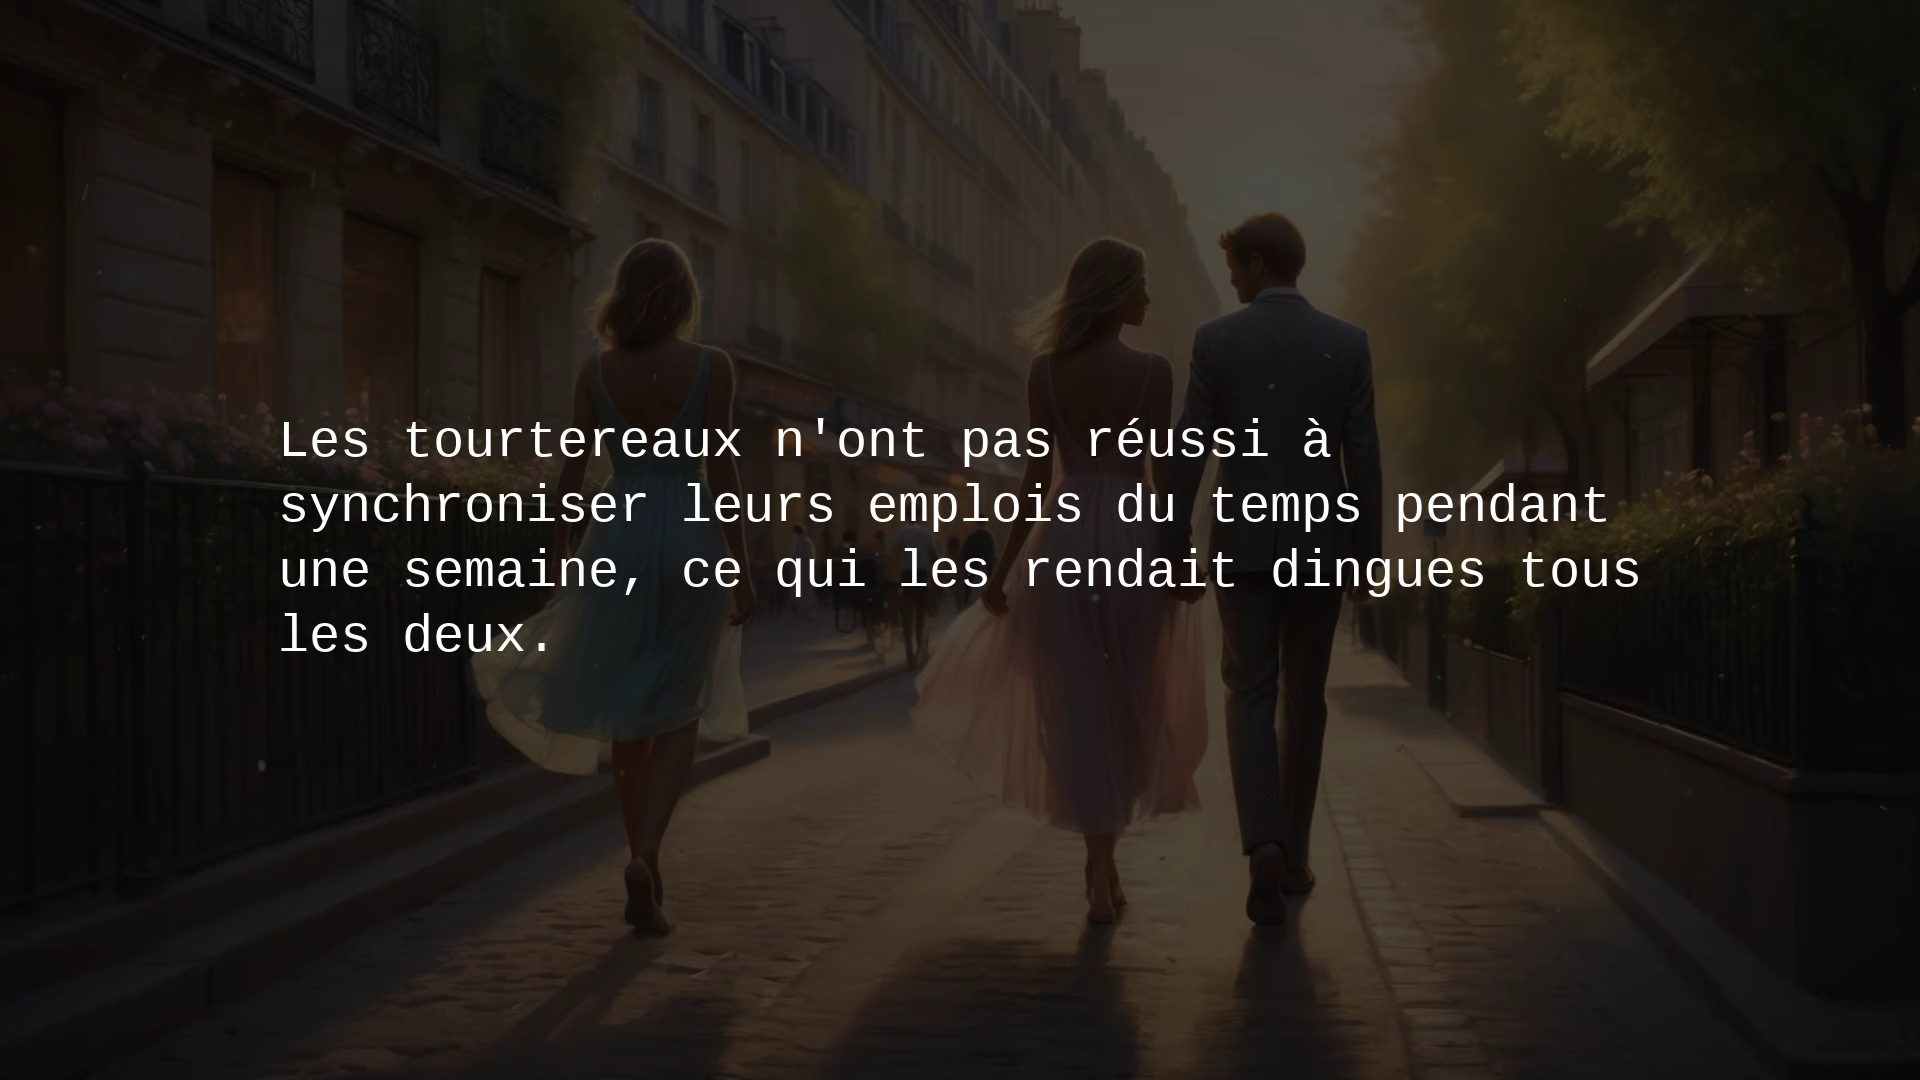 Les tourtereaux n'ont pas réussi à
synchroniser leurs emplois du temps pendant
une semaine, ce qui les rendait dingues tous
les deux.